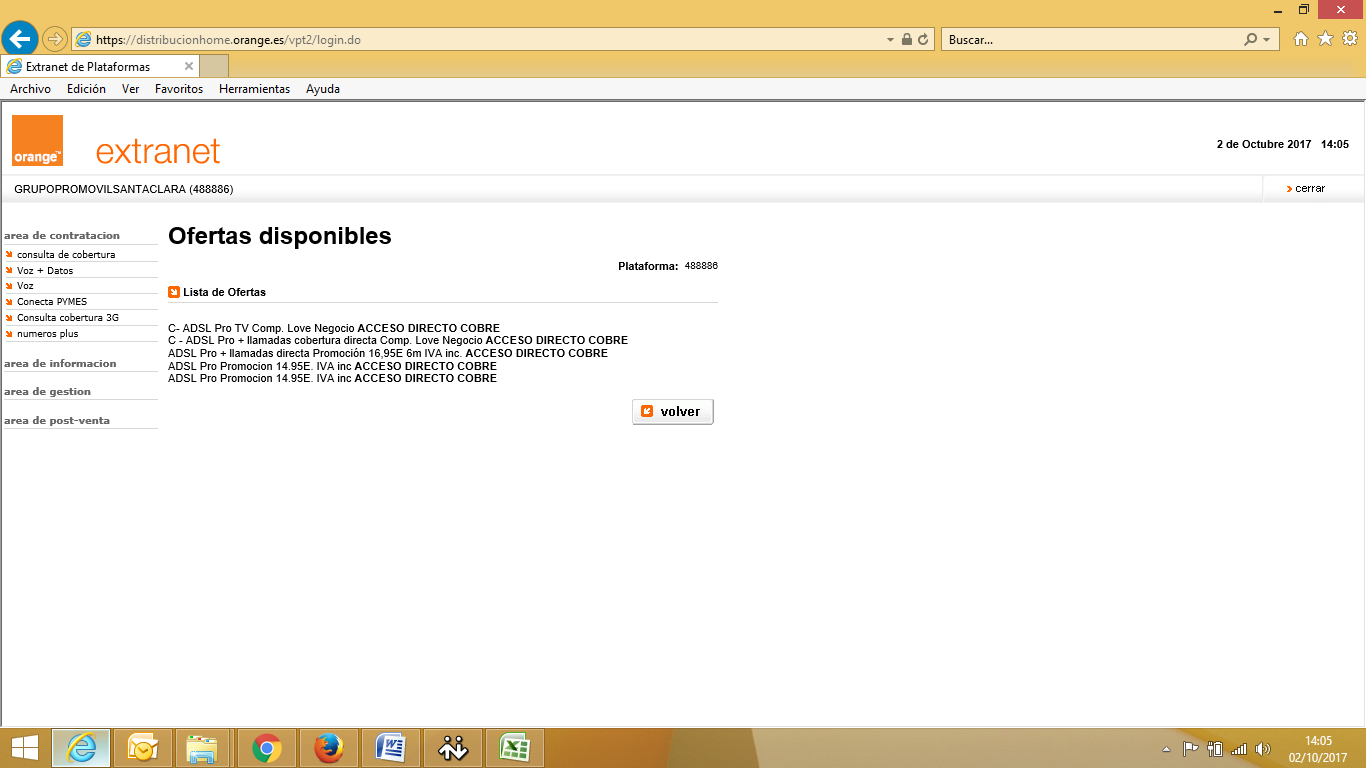 https://distribucionhome.orange.es/vpt2/login.do
Buscar...
Extranet de Plataformas
Archivo Edición Ver Favoritos Herramientas Ayuda
orange™
extranet
2 de Octubre 2017 14:05
GRUPOPROMOVILSANTACLARA (488886)
cerrar
area de contratacion
consulta de cobertura
Voz + Datos
Voz
Conecta PYMES
Consulta cobertura 3G
numeros plus
area de informacion
area de gestion
area de post-venta
Ofertas disponibles
Plataforma: 488886
Lista de Ofertas
C- ADSL Pro TV Comp. Love Negocio ACCESO DIRECTO COBRE
C - ADSL Pro + llamadas cobertura directa Comp. Love Negocio ACCESO DIRECTO COBRE
ADSL Pro + llamadas directa Promoción 16,95E 6m IVA inc. ACCESO DIRECTO COBRE
ADSL Pro Promocion 14.95E. IVA inc ACCESO DIRECTO COBRE
ADSL Pro Promocion 14.95E. IVA inc ACCESO DIRECTO COBRE
volver
14:05
02/10/2017